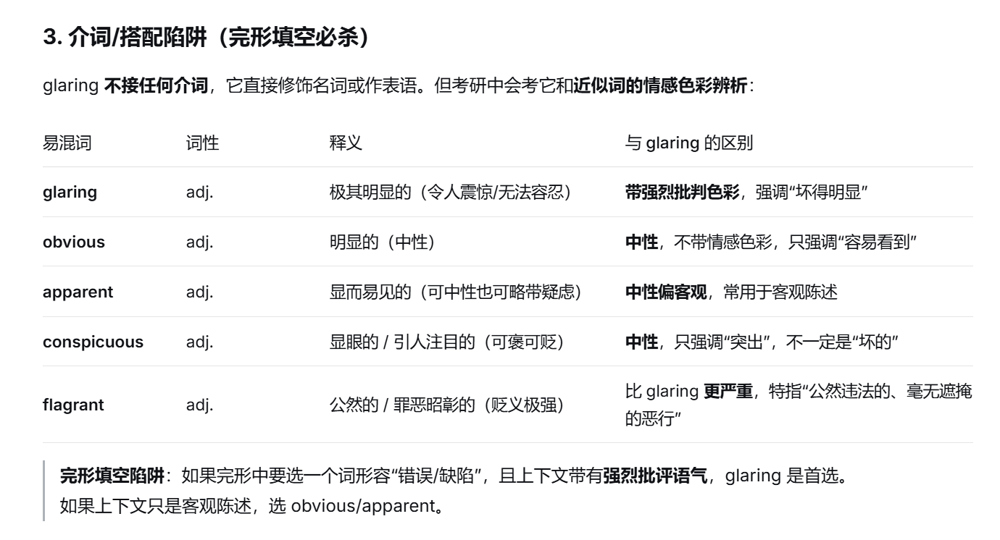 3. 介词/搭配陷阱（完形填空必杀）
glaring 不接任何介词，它直接修饰名词或作表语。但考研中会考它和近似词的情感色彩辨析：
易混词 词性 释义 与 glaring 的区别
glaring adj. 极其明显的（令人震惊/无法容忍） 带强烈批判色彩，强调“坏得明显”
obvious adj. 明显的（中性） 中性，不带情感色彩，只强调“容易看到”
apparent adj. 显而易见的（可中性也可略带疑虑） 中性偏客观，常用于客观陈述
conspicuous adj. 显眼的 / 引人注目的（可褒可贬） 中性，只强调“突出”，不一定是“坏的”
flagrant adj. 公然的 / 罪恶昭彰的（贬义极强） 比 glaring 更严重，特指“公然违法的、毫无遮掩
的恶行”
完形填空陷阱：如果完形中要选一个词形容“错误/缺陷”，且上下文带有强烈批评语气，glaring 是首选。
如果上下文只是客观陈述，选 obvious/apparent。